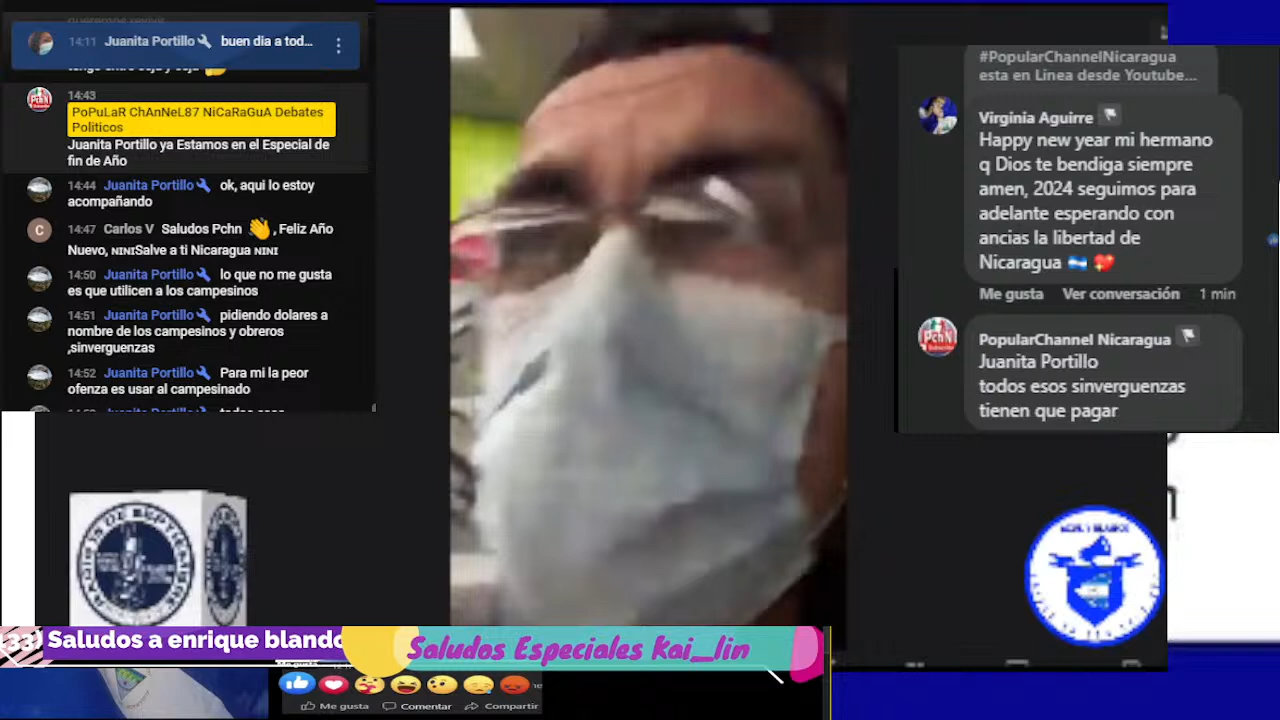 queremos revivir
14:11 Juanita Portillo buen dia a tod...
14:43
PoPuLaR ChAnNeL87 NiCaRaGuA Debates
Politicos
Juanita Portillo ya Estamos en el Especial de
fin de Año
14:44 Juanita Portillo ok, aqui lo estoy
acompañando
14:47 Carlos V Saludos Pchn 👋, Feliz Año
Nuevo, ɴɪɴɪSalve a ti Nicaragua ɴɪɴɪ
14:50 Juanita Portillo lo que no me gusta
es que utilicen a los campesinos
14:51 Juanita Portillo pidiendo dolares a
nombre de los campesinos y obreros
,sinverguenzas
14:52 Juanita Portillo Para mi la peor
ofenza es usar al campesinado
#PopularChannelNicaragua
esta en Linea desde Youtube...
Virginia Aguirre
Happy new year mi hermano
q Dios te bendiga siempre
amen, 2024 seguimos para
adelante esperando con
ancias la libertad de
Nicaragua 🇳🇮 💖
Me gusta Ver conversación 1 min
PchN
PopularChannel Nicaragua
Juanita Portillo
todos esos sinverguenzas
tienen que pagar
33) Saludos a enrique blando
Saludos Especiales Kai_lin
Me gusta Comentar Compartir